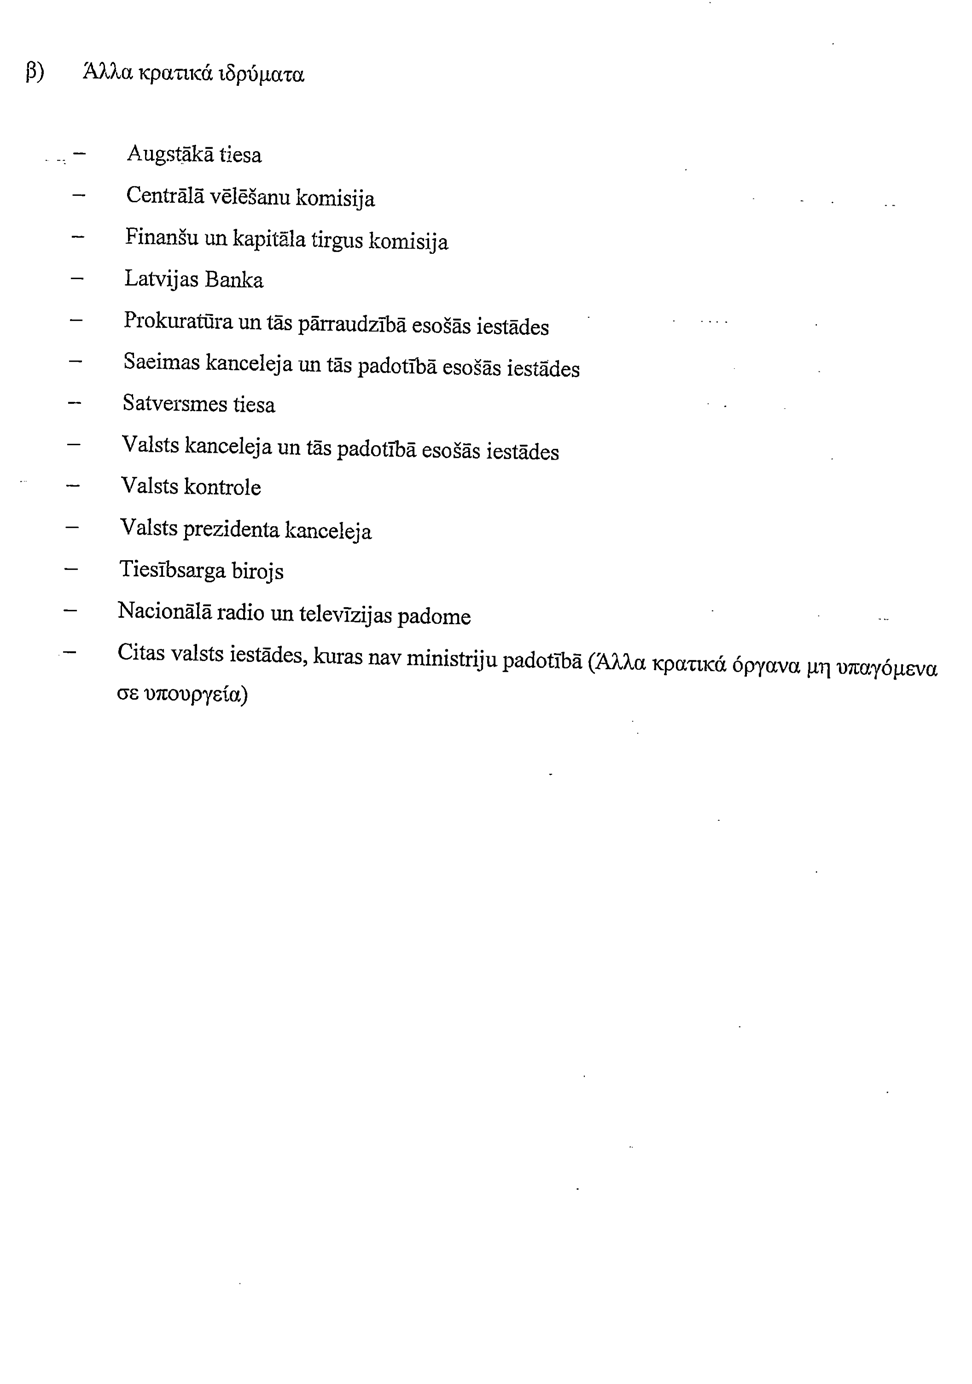 β) Άλλα κρατικά ιδρύματα
– Augstākā tiesa
– Centrālā vēlēšanu komisija
– Finanšu un kapitāla tirgus komisija
– Latvijas Banka
– Prokuratūra un tās pārraudzībā esošās iestādes
– Saeimas kanceleja un tās padotībā esošās iestādes
– Satversmes tiesa
– Valsts kanceleja un tās padotībā esošās iestādes
– Valsts kontrole
– Valsts prezidenta kanceleja
– Tiesībsarga birojs
– Nacionālā radio un televīzijas padome
– Citas valsts iestādes, kuras nav ministriju padotībā (Άλλα κρατικά όργανα μη υπαγόμενα
σε υπουργεία)